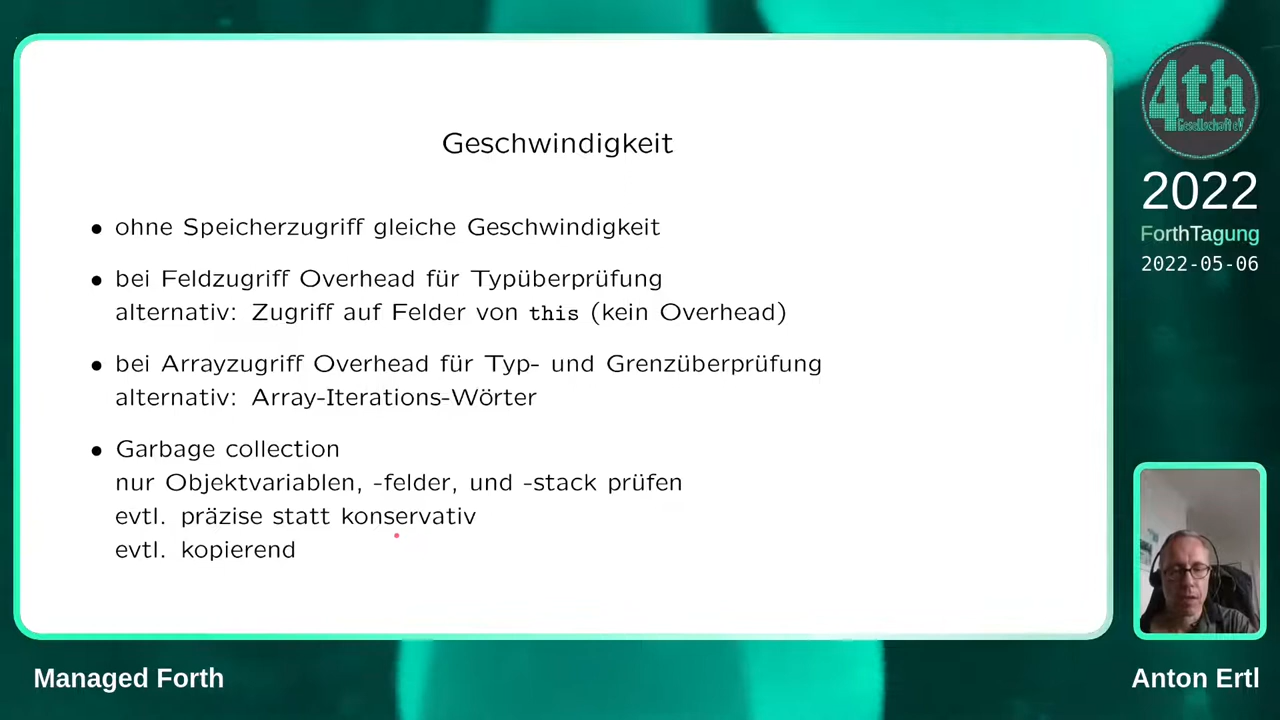 Geschwindigkeit
• ohne Speicherzugriff gleiche Geschwindigkeit
• bei Feldzugriff Overhead für Typüberprüfung
alternativ: Zugriff auf Felder von this (kein Overhead)
• bei Arrayzugriff Overhead für Typ- und Grenzüberprüfung
alternativ: Array-Iterations-Wörter
• Garbage collection
nur Objektvariablen, -felder, und -stack prüfen
evtl. präzise statt konservativ
evtl. kopierend
4th
Gesellschaft eV
2022
ForthTagung
2022-05-06
Managed Forth
Anton Ertl